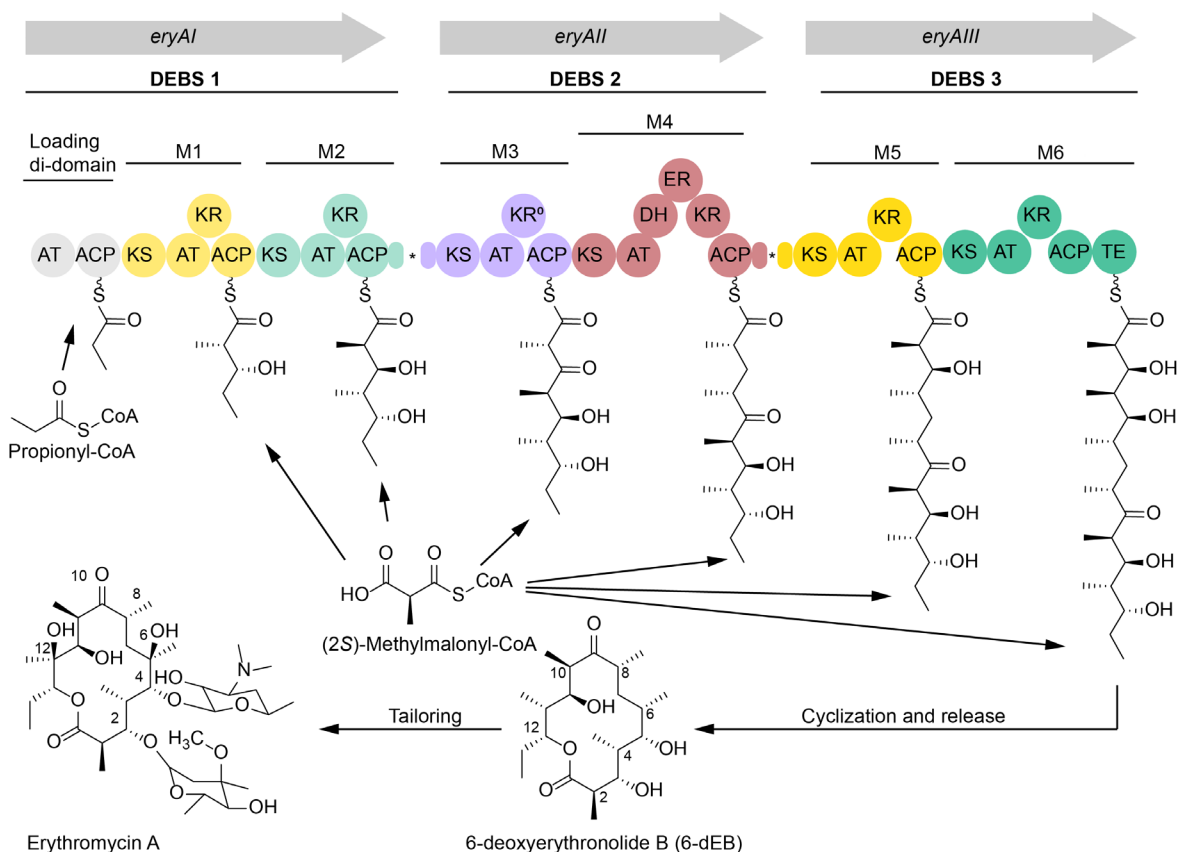 eryAI
eryAII
eryAIII
DEBS 1
DEBS 2
DEBS 3
Loading
di-domain
M1
M2
M3
M4
M5
M6
AT
ACP
KS
AT
KR
ACP
KS
AT
KR
ACP
*
KS
AT
KR⁰
ACP
KS
AT
DH
ER
KR
ACP
*
KS
AT
KR
ACP
KS
AT
KR
ACP
TE
S
O
S
O
OH
S
O
OH
OH
S
O
O
OH
OH
S
O
O
OH
OH
S
O
OH
O
OH
OH
S
O
OH
OH
O
OH
OH
O
S
CoA
Propionyl-CoA
O
O
HO
S
CoA
(2S)-Methylmalonyl-CoA
Cyclization and release
Tailoring
10
O
8
OH
6
OH
12
OH
4
HO
N
O
O
O
2
O
O
H₃C
O
O
O
OH
Erythromycin A
O
10
8
OH
6
12
O
4
OH
O
2
OH
6-deoxyerythronolide B (6-dEB)